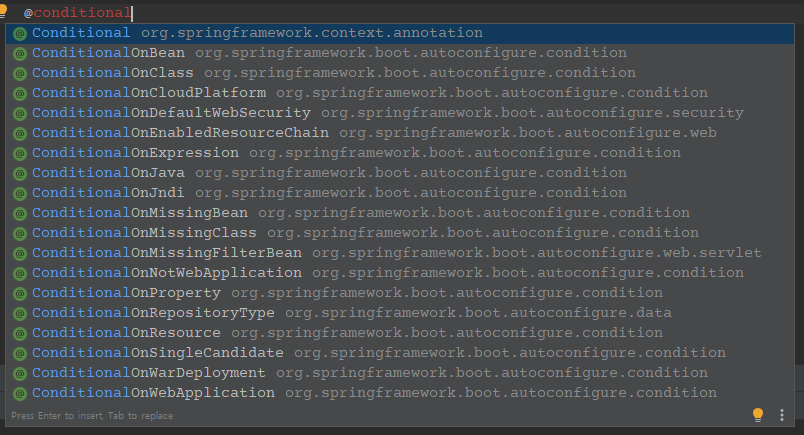 @conditional
@ Conditional org.springframework.context.annotation
@ ConditionalOnBean org.springframework.boot.autoconfigure.condition
@ ConditionalOnClass org.springframework.boot.autoconfigure.condition
@ ConditionalOnCloudPlatform org.springframework.boot.autoconfigure.condition
@ ConditionalOnDefaultWebSecurity org.springframework.boot.autoconfigure.security
@ ConditionalOnEnabledResourceChain org.springframework.boot.autoconfigure.web
@ ConditionalOnExpression org.springframework.boot.autoconfigure.condition
@ ConditionalOnJava org.springframework.boot.autoconfigure.condition
@ ConditionalOnJndi org.springframework.boot.autoconfigure.condition
@ ConditionalOnMissingBean org.springframework.boot.autoconfigure.condition
@ ConditionalOnMissingClass org.springframework.boot.autoconfigure.condition
@ ConditionalOnMissingFilterBean org.springframework.boot.autoconfigure.web.servlet
@ ConditionalOnNotWebApplication org.springframework.boot.autoconfigure.condition
@ ConditionalOnProperty org.springframework.boot.autoconfigure.condition
@ ConditionalOnRepositoryType org.springframework.boot.autoconfigure.data
@ ConditionalOnResource org.springframework.boot.autoconfigure.condition
@ ConditionalOnSingleCandidate org.springframework.boot.autoconfigure.condition
@ ConditionalOnWarDeployment org.springframework.boot.autoconfigure.condition
@ ConditionalOnWebApplication org.springframework.boot.autoconfigure.condition
Press Enter to insert, Tab to replace